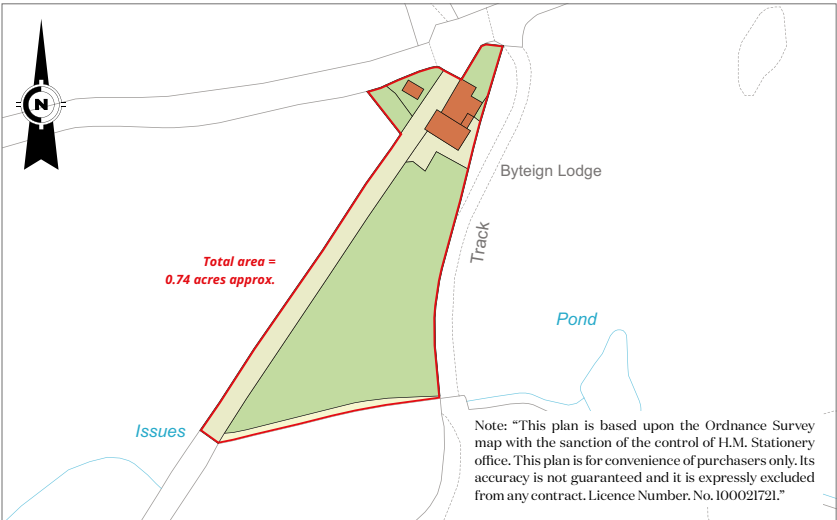 N
Byteign Lodge
Track
Total area =
0.74 acres approx.
Pond
Issues
Note: “This plan is based upon the Ordnance Survey
map with the sanction of the control of H.M. Stationery
office. This plan is for convenience of purchasers only. Its
accuracy is not guaranteed and it is expressly excluded
from any contract. Licence Number. No. 100021721.”